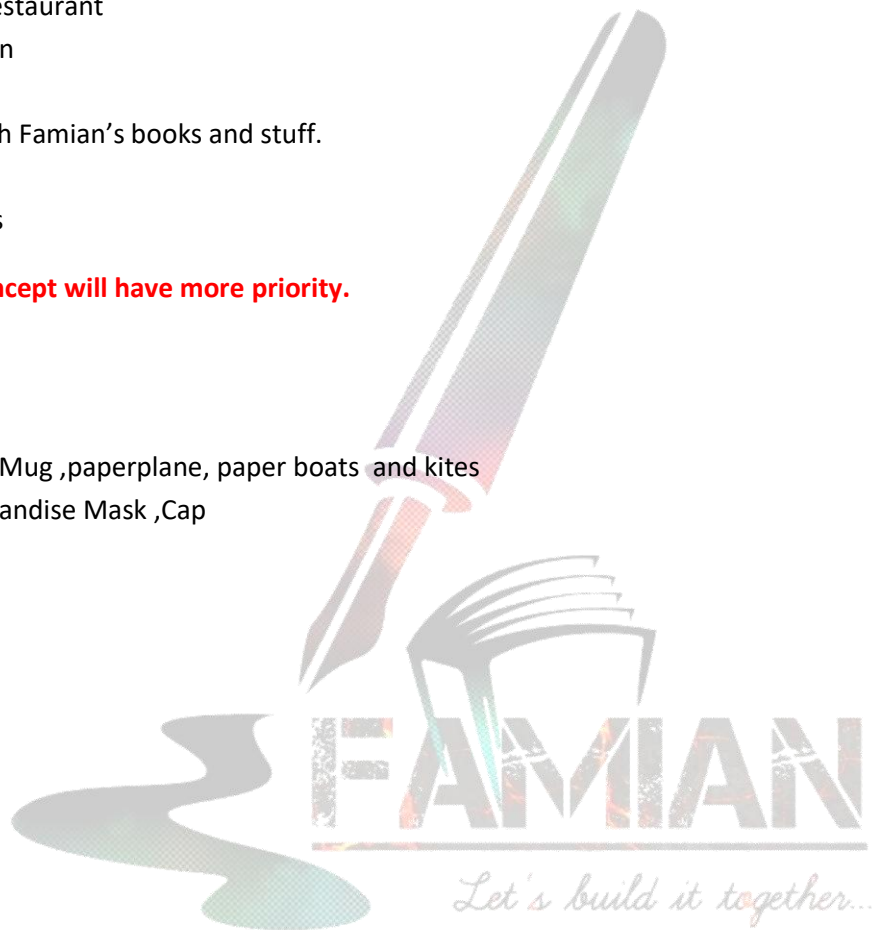 estaurant
n
h Famian’s books and stuff.
s
ncept will have more priority.
Mug ,paperplane, paper boats and kites
andise Mask ,Cap
FAMIAN
Let's build it together...